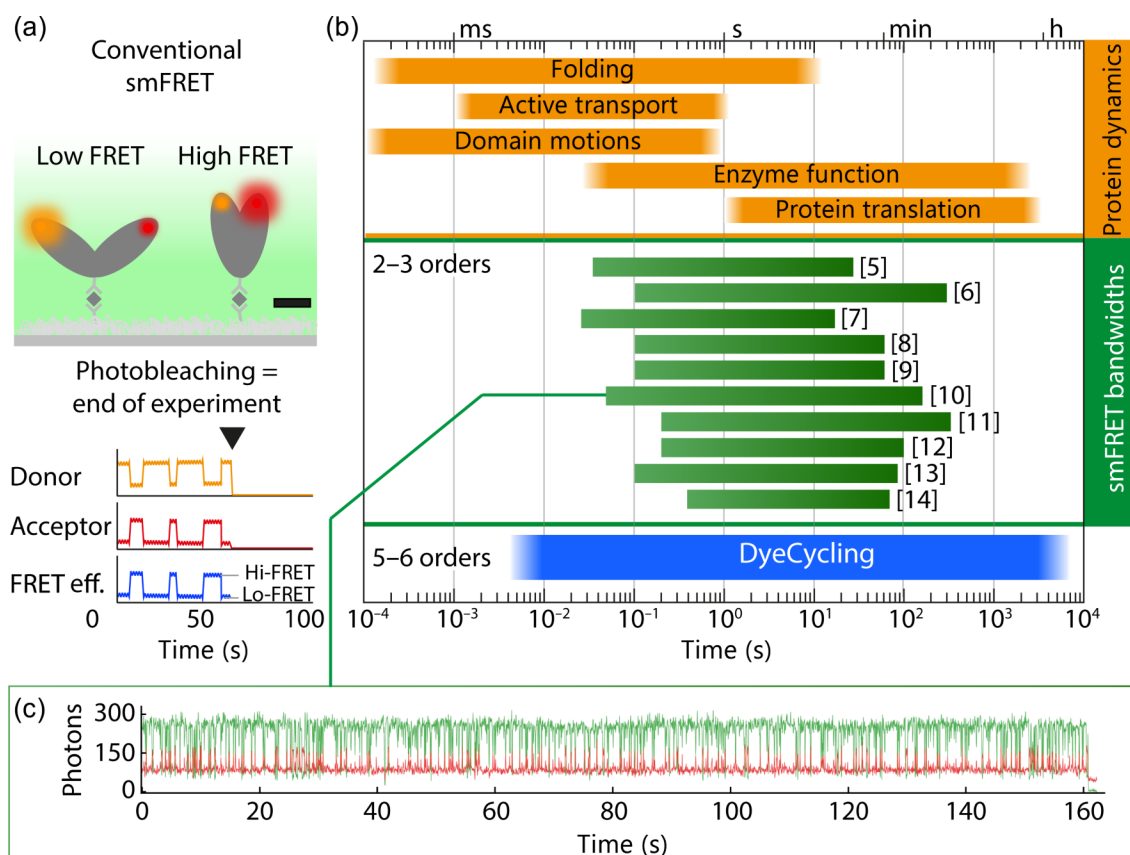 (a)
Conventional
smFRET
Low FRET High FRET
Photobleaching =
end of experiment
Donor
Acceptor
FRET eff.
Hi-FRET
Lo-FRET
0 50 100
Time (s)
(b)
ms s min h
Folding
Active transport
Domain motions
Enzyme function
Protein translation
Protein dynamics
2–3 orders
[5]
[6]
[7]
[8]
[9]
[10]
[11]
[12]
[13]
[14]
smFRET bandwidths
5–6 orders
DyeCycling
10⁻⁴ 10⁻³ 10⁻² 10⁻¹ 10⁰ 10¹ 10² 10³ 10⁴
Time (s)
(c)
Photons
300
150
0
0 20 40 60 80 100 120 140 160
Time (s)